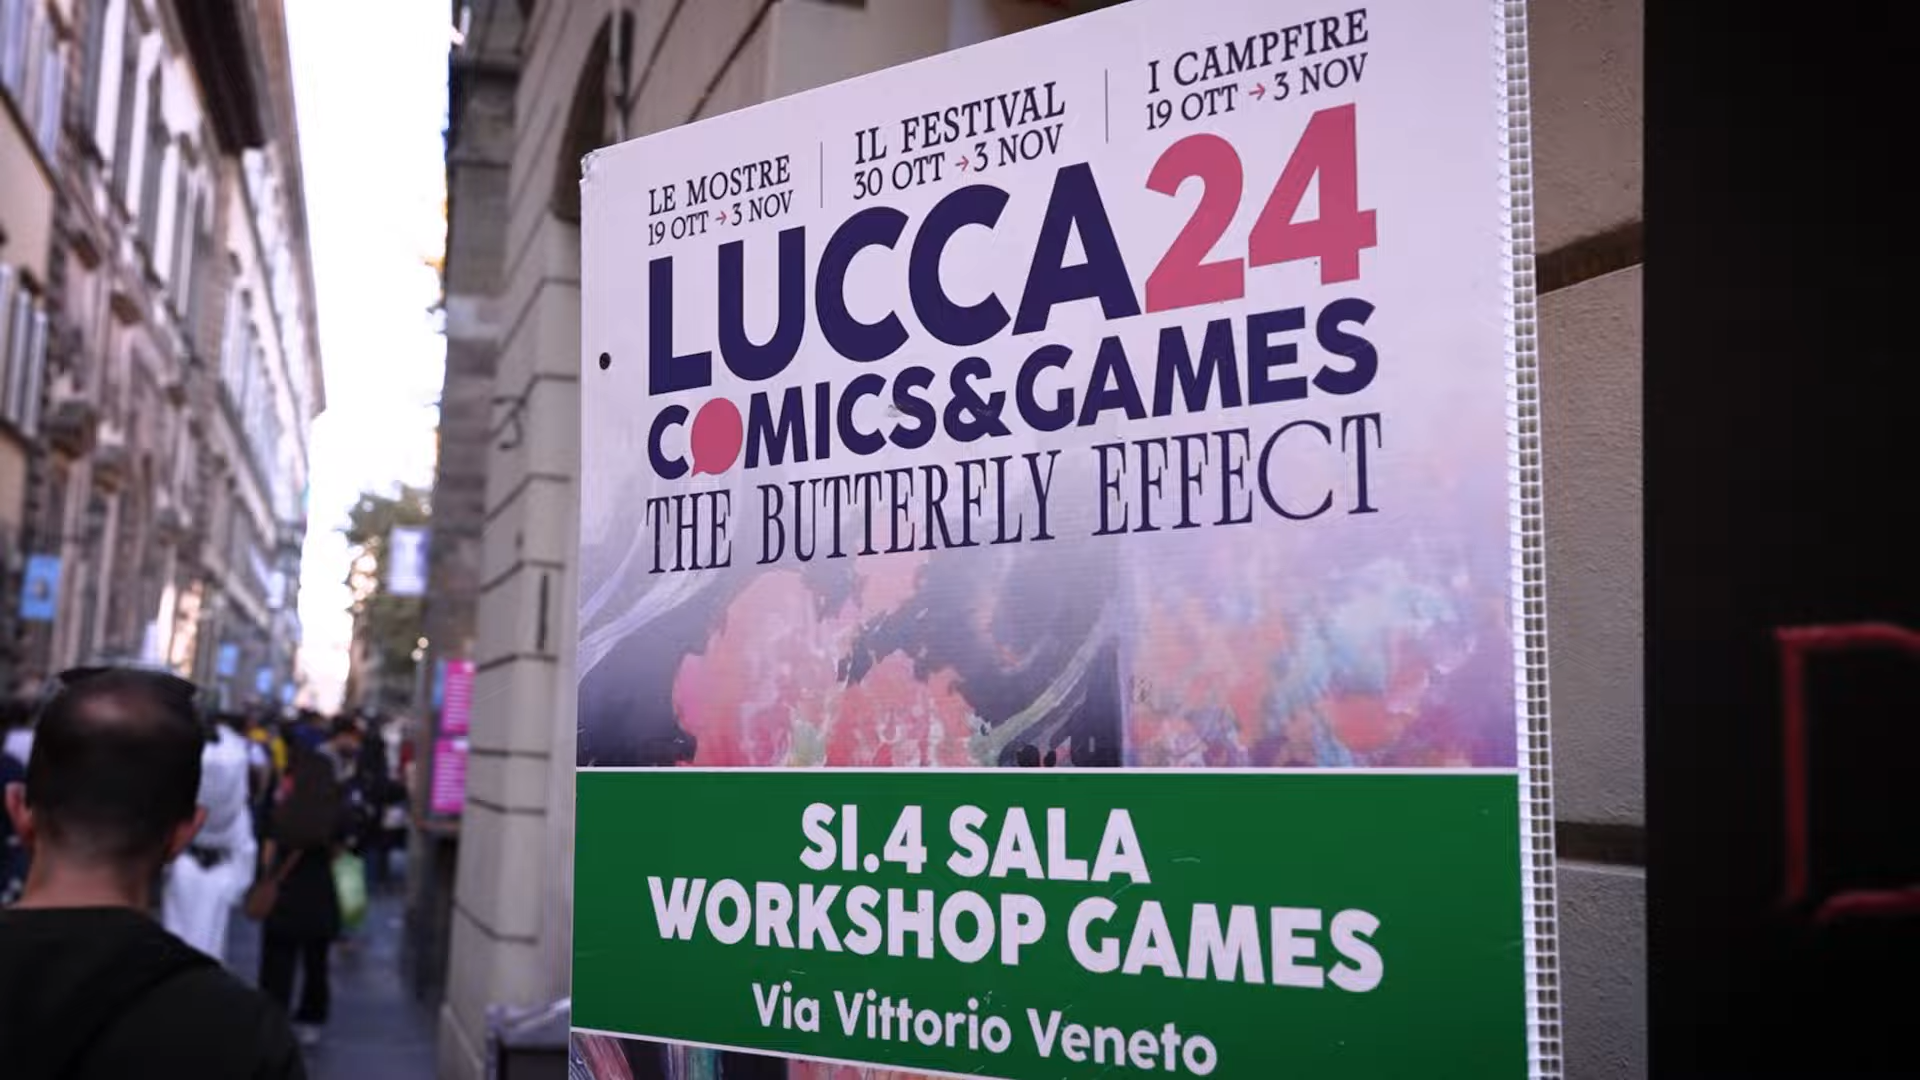 LE MOSTRE
19 OTT → 3 NOV
IL FESTIVAL
30 OTT → 3 NOV
I CAMPFIRE
19 OTT → 3 NOV
LUCCA24
COMICS&GAMES
THE BUTTERFLY EFFECT
SI.4 SALA
WORKSHOP GAMES
Via Vittorio Veneto